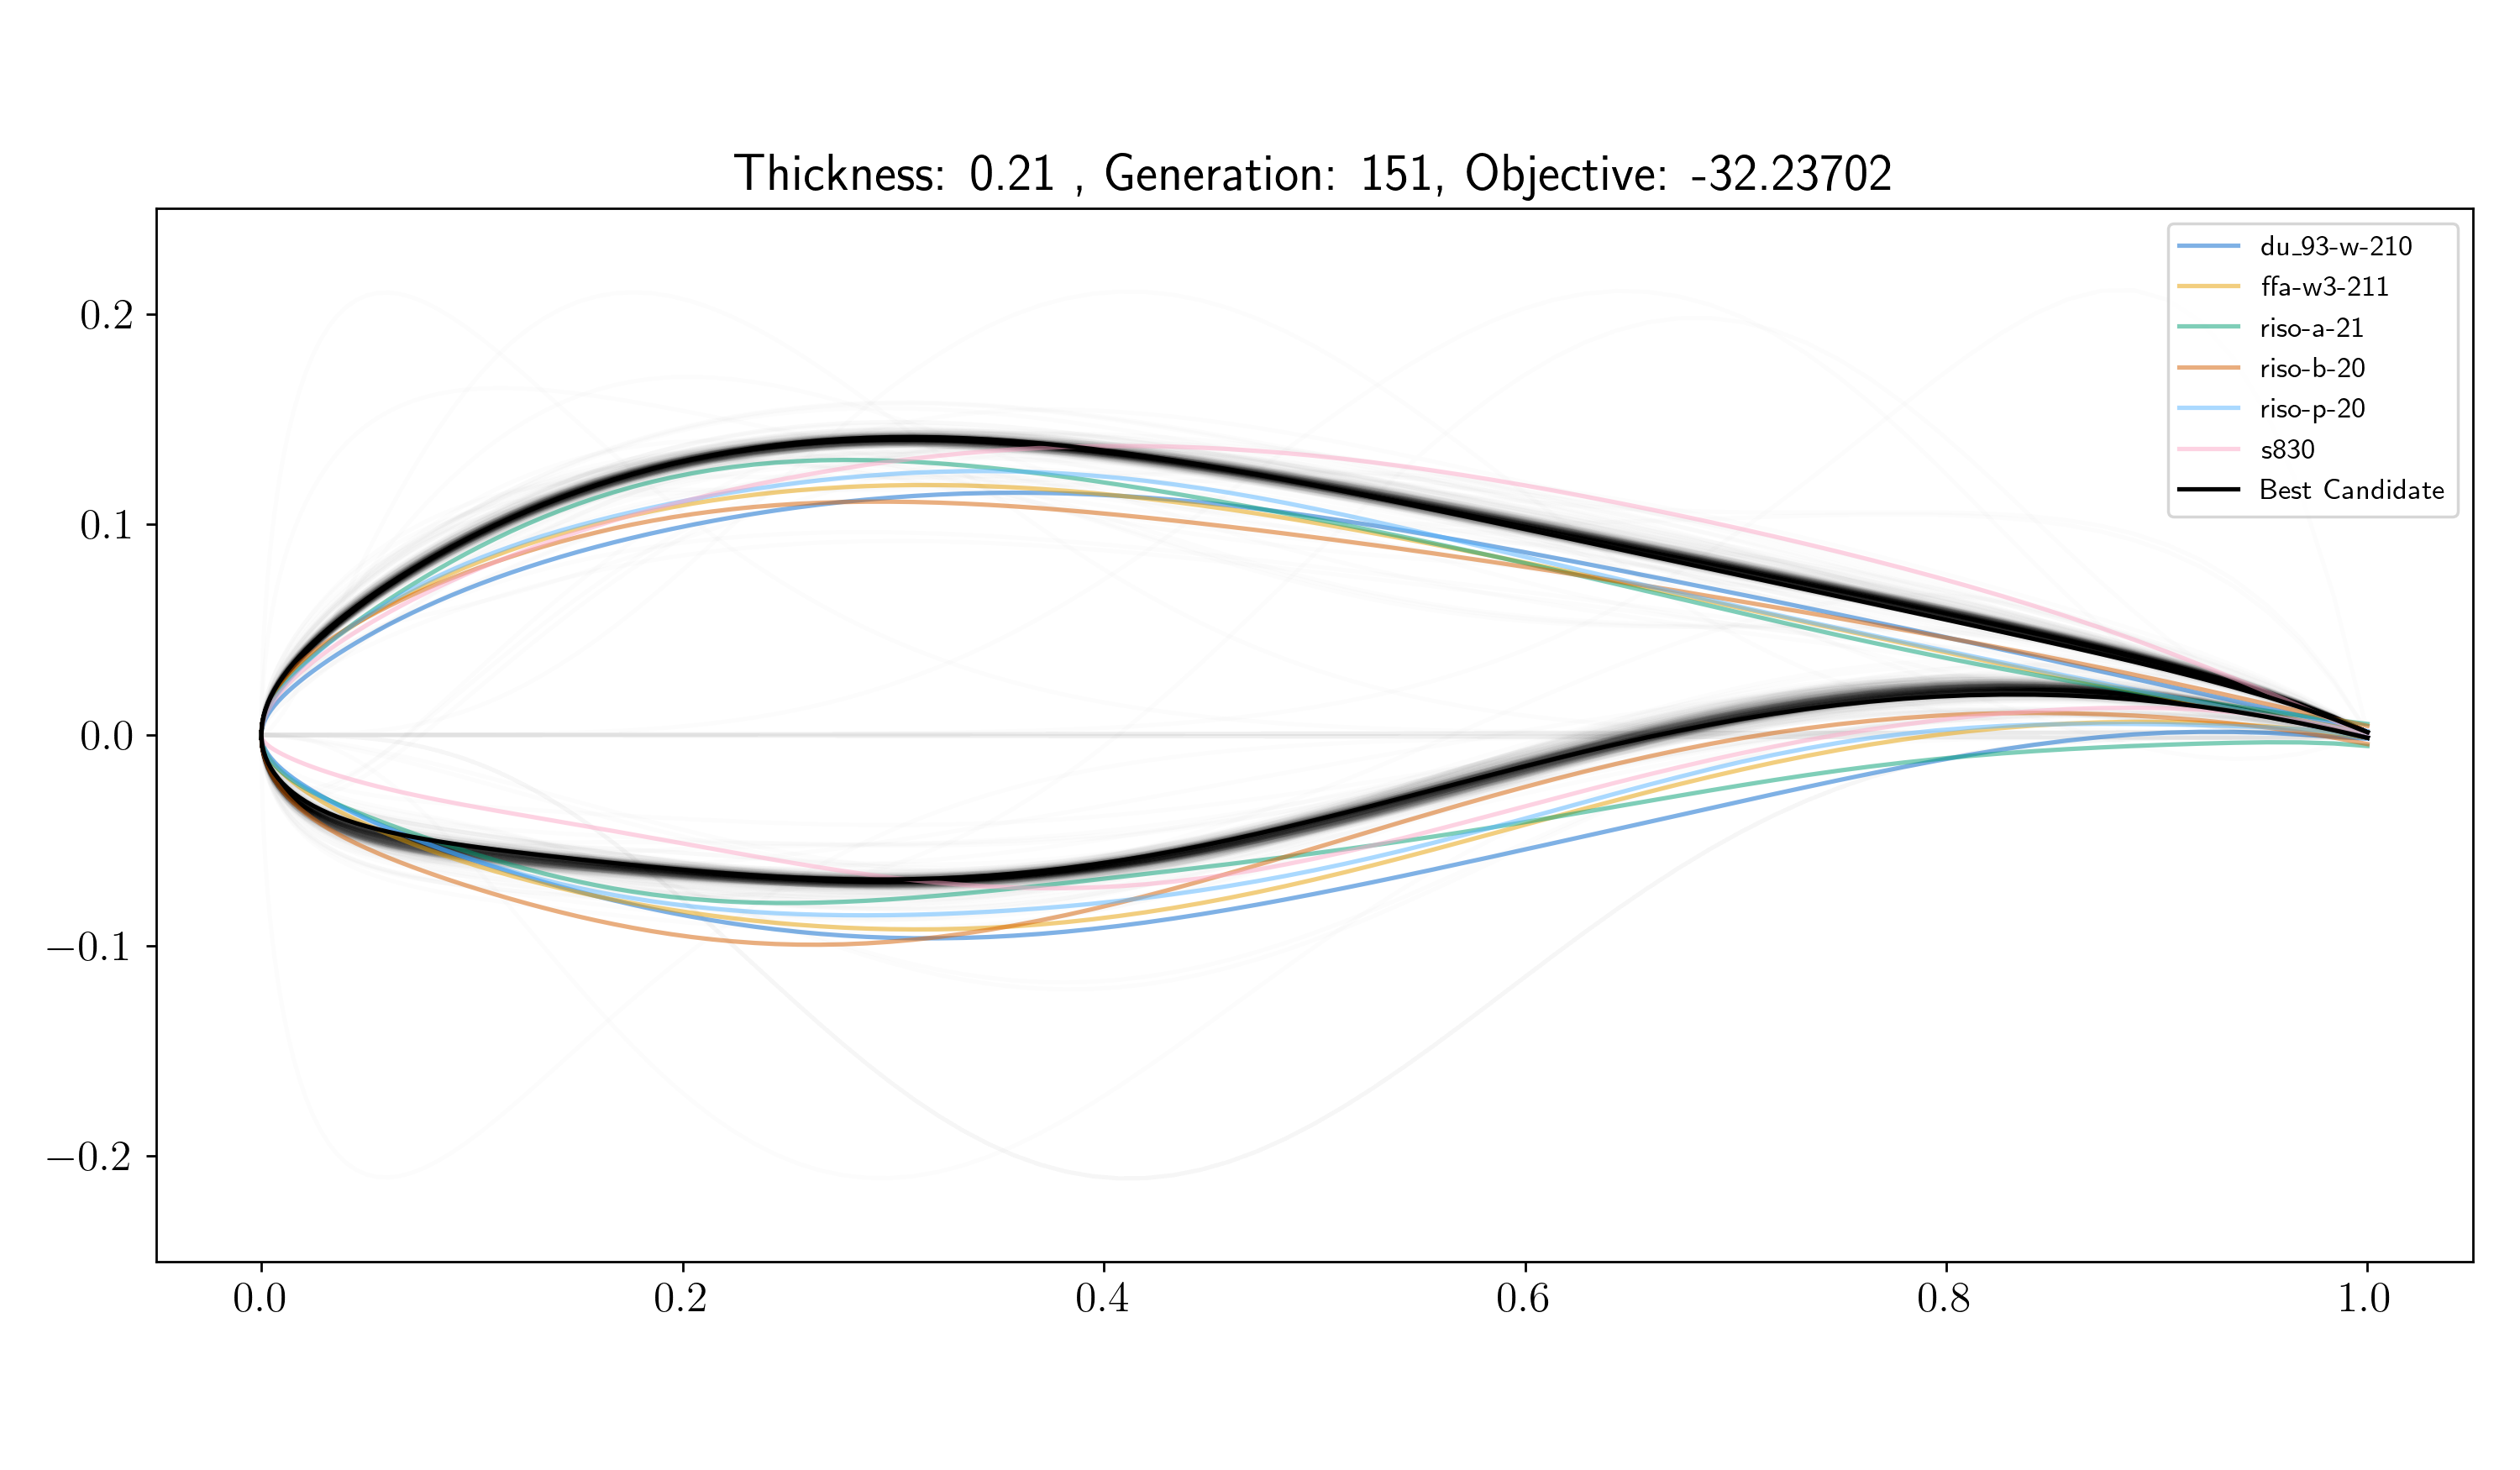 Thickness: 0.21 , Generation: 151, Objective: -32.23702
du_93-w-210
ffa-w3-211
riso-a-21
riso-b-20
riso-p-20
s830
Best Candidate
0.2
0.1
0.0
−0.1
−0.2
0.0 0.2 0.4 0.6 0.8 1.0